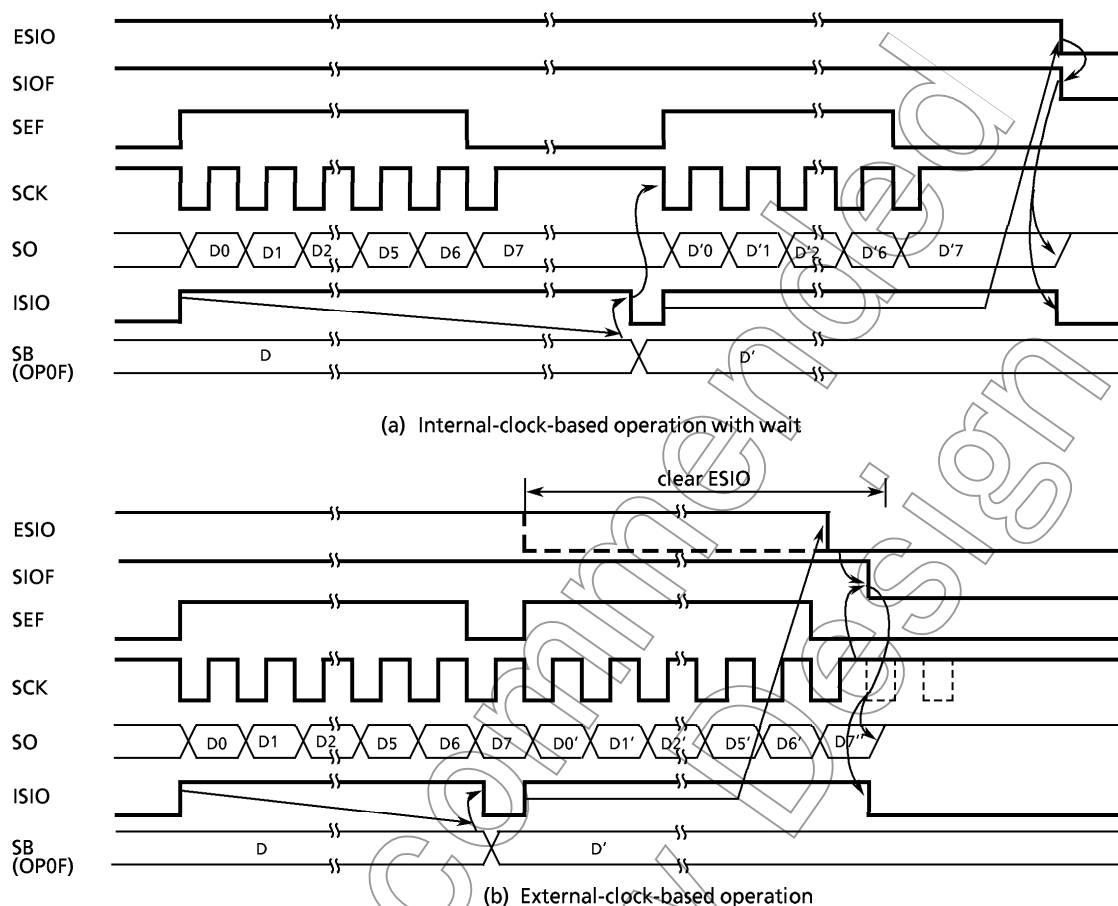 ESIO
SIOF
SEF
SCK
SO D0 D1 D2 D5 D6 D7 D'0 D'1 D'2 D'6 D'7
ISIO
SB D D'
(OP0F)
(a) Internal-clock-based operation with wait
clear ESIO
ESIO
SIOF
SEF
SCK
SO D0 D1 D2 D5 D6 D7 D0' D1' D2' D5' D6' D7'
ISIO
SB D D'
(OP0F)
(b) External-clock-based operation
commended
Design